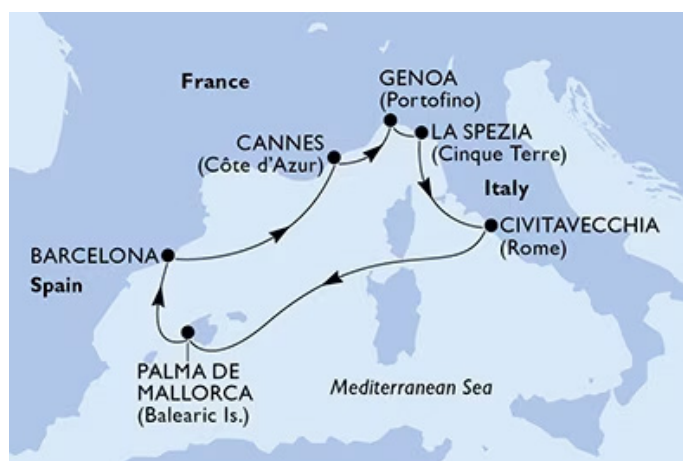 France
GENOA
(Portofino)
CANNES
(Côte d'Azur)
LA SPEZIA
(Cinque Terre)
Italy
CIVITAVECCHIA
(Rome)
BARCELONA
Spain
PALMA DE
MALLORCA
(Balearic Is.)
Mediterranean Sea